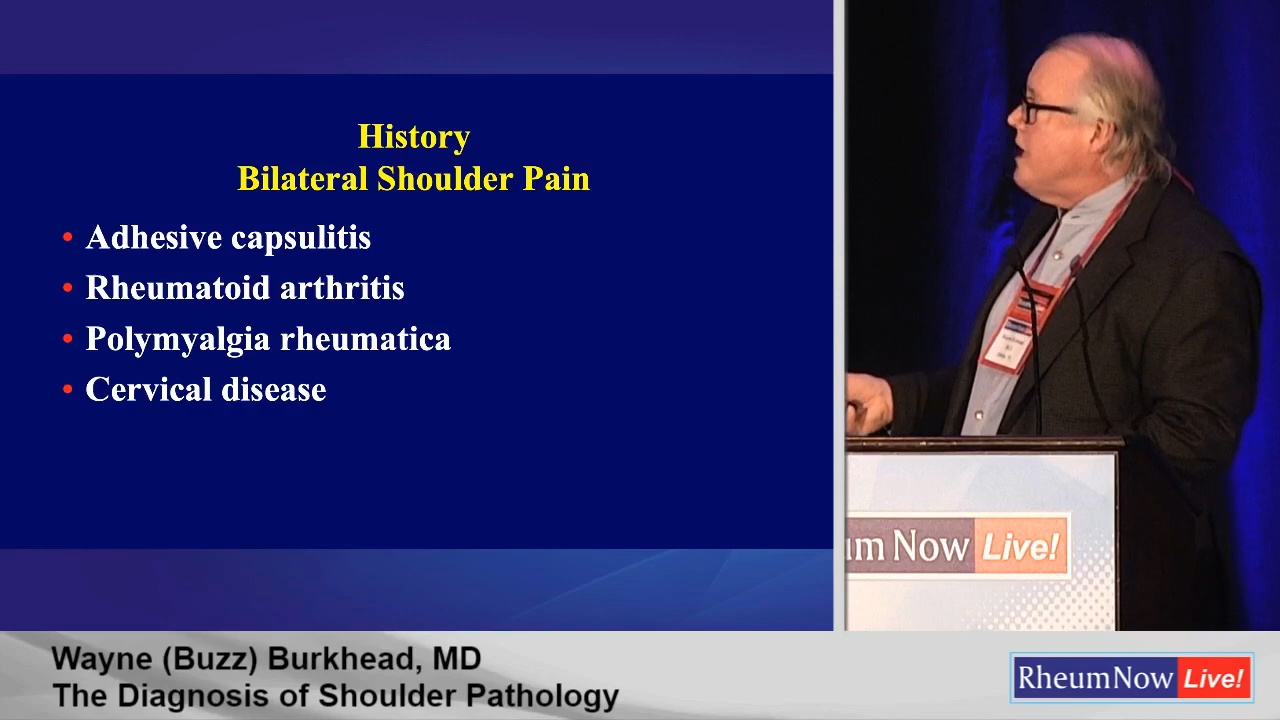 History
Bilateral Shoulder Pain
• Adhesive capsulitis
• Rheumatoid arthritis
• Polymyalgia rheumatica
• Cervical disease
um Now Live!
Wayne (Buzz) Burkhead, MD
The Diagnosis of Shoulder Pathology
RheumNow Live!